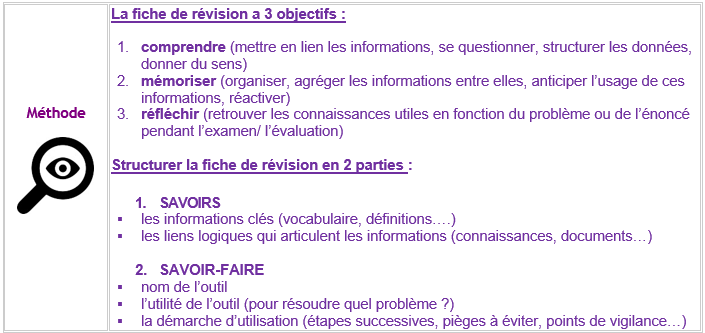 Méthode
La fiche de révision a 3 objectifs :
1. comprendre (mettre en lien les informations, se questionner, structurer les données,
donner du sens)
2. mémoriser (organiser, agréger les informations entre elles, anticiper l’usage de ces
informations, réactiver)
3. réfléchir (retrouver les connaissances utiles en fonction du problème ou de l’énoncé
pendant l’examen/ l’évaluation)
Structurer la fiche de révision en 2 parties :
1. SAVOIRS
▪ les informations clés (vocabulaire, définitions….)
▪ les liens logiques qui articulent les informations (connaissances, documents…)
2. SAVOIR-FAIRE
▪ nom de l’outil
▪ l’utilité de l’outil (pour résoudre quel problème ?)
▪ la démarche d’utilisation (étapes successives, pièges à éviter, points de vigilance…)